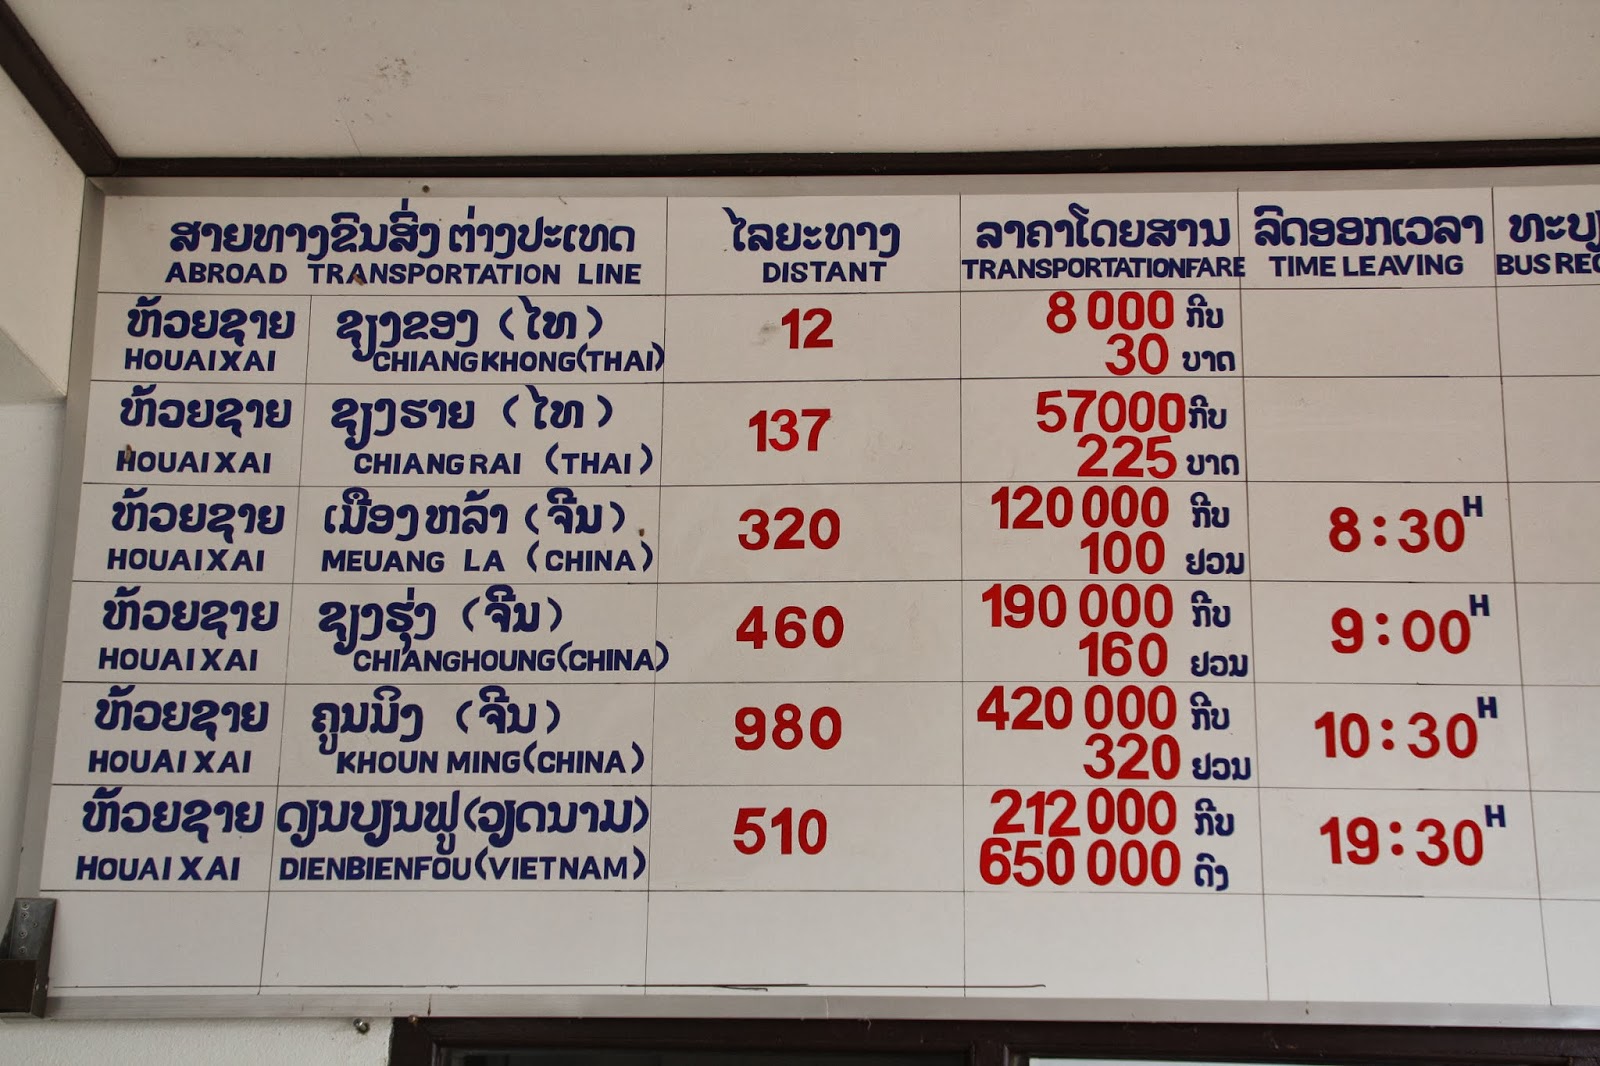 ສາຍທາງຂົນສົ່ງ ຕ່າງປະເທດ ໄລຍະທາງ ລາຄາໂດຍສານ ລົດອອກເວລາ
ABROAD TRANSPORTATION LINE DISTANT TRANSPORTATIONFARE TIME LEAVING BUS
ຫ້ວຍຊາຍ ຊຽງຂອງ (ໄທ) 12 8 000 ກີບ
HOUAIXAI CHIANGKHONG(THAI) 30 ບາດ
ຫ້ວຍຊາຍ ຊຽງຮາຍ (ໄທ) 137 57000 ກີບ
HOUAIXAI CHIANGRAI (THAI) 225 ບາດ
ຫ້ວຍຊາຍ ເມືອງຫລ້າ (ຈີນ) 320 120 000 ກີບ 8:30H
HOUAIXAI MEUANG LA (CHINA) 100 ຢວນ
ຫ້ວຍຊາຍ ຊຽງຮຸ່ງ (ຈີນ) 460 190 000 ກີບ 9:00H
HOUAIXAI CHIANGHOUNG(CHINA) 160 ຢວນ
ຫ້ວຍຊາຍ ຄູນມິງ (ຈີນ) 980 420 000 ກີບ 10:30H
HOUAIXAI KHOUN MING(CHINA) 320 ຢວນ
ຫ້ວຍຊາຍ ດຽນບຽນຟູ (ວຽດນາມ) 510 212 000 ກີບ 19:30H
HOUAIXAI DIENBIENFOU(VIETNAM) 650 000 ດົງ